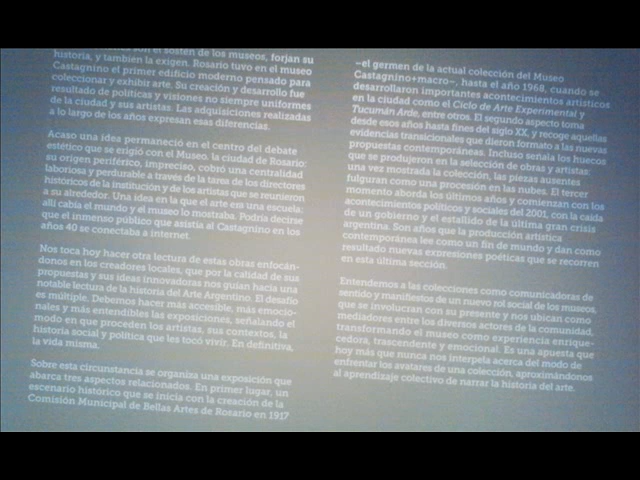 son el sostén de los museos, forjan su
historia, y también la exigen. Rosario tuvo en el museo
Castagnino el primer edificio moderno pensado para
coleccionar y exhibir arte. Su creación y desarrollo fue
resultado de políticas y visiones no siempre uniformes
de la ciudad y sus artistas. Las adquisiciones realizadas
a lo largo de los años expresan esas diferencias.
Acaso una idea permaneció en el centro del debate
estético que se erigió con el Museo. la ciudad de Rosario:
su origen periférico, impreciso, cobró una centralidad
laboriosa y perdurable a través de la tarea de los directores
históricos de la institución y de los artistas que se reunieron
a su alrededor. Una idea en la que el arte era una escuela:
allí cabía el mundo y el museo lo mostraba. Podría decirse
que el inmenso público que asistía al Castagnino en los
años 40 se conectaba a internet.
Nos toca hoy hacer otra lectura de estas obras enfocán-
donos en los creadores locales, que por la calidad de sus
propuestas y sus ideas innovadoras nos guían hacia una
notable lectura de la historia del Arte Argentino. El desafío
es múltiple. Debemos hacer más accesible, más emocio-
nales y más entendibles las exposiciones, señalando el
modo en que proceden los artistas, sus contextos, la
historia social y política que les tocó vivir. En definitiva,
la vida misma.
Sobre esta circunstancia se organiza una exposición que
abarca tres aspectos relacionados. En primer lugar, un
escenario histórico que se inicia con la creación de la
Comisión Municipal de Bellas Artes de Rosario en 1917
–el germen de la actual colección del Museo
Castagnino+macro–, hasta el año 1968, cuando se
desarrollaron importantes acontecimientos artísticos
en la ciudad como el Ciclo de Arte Experimental y
Tucumán Arde, entre otros. El segundo aspecto toma
desde esos años hasta fines del siglo XX, y recoge aquellas
evidencias transicionales que dieron formato a las nuevas
propuestas contemporáneas. Incluso señala los huecos
que se produjeron en la selección de obras y artistas:
una vez mostrada la colección, las piezas ausentes
fulguran como una procesión en las nubes. El tercer
momento aborda los últimos años y comienzan con los
acontecimientos políticos y sociales del 2001, con la caída
de un gobierno y el estallido de la última gran crisis
argentina. Son años que la producción artística
contemporánea lee como un fin de mundo y dan como
resultado nuevas expresiones poéticas que se recorren
en esta última sección.
Entendemos a las colecciones como comunicadoras de
sentido y manifiestos de un nuevo rol social de los museos,
que se involucran con su presente y nos ubican como
mediadores entre los diversos actores de la comunidad,
transformando el museo como experiencia enrique-
cedora, trascendente y emocional. Es una apuesta que
hoy más que nunca nos interpela acerca del modo de
enfrentar los avatares de una colección, aproximándonos
al aprendizaje colectivo de narrar la historia del arte.